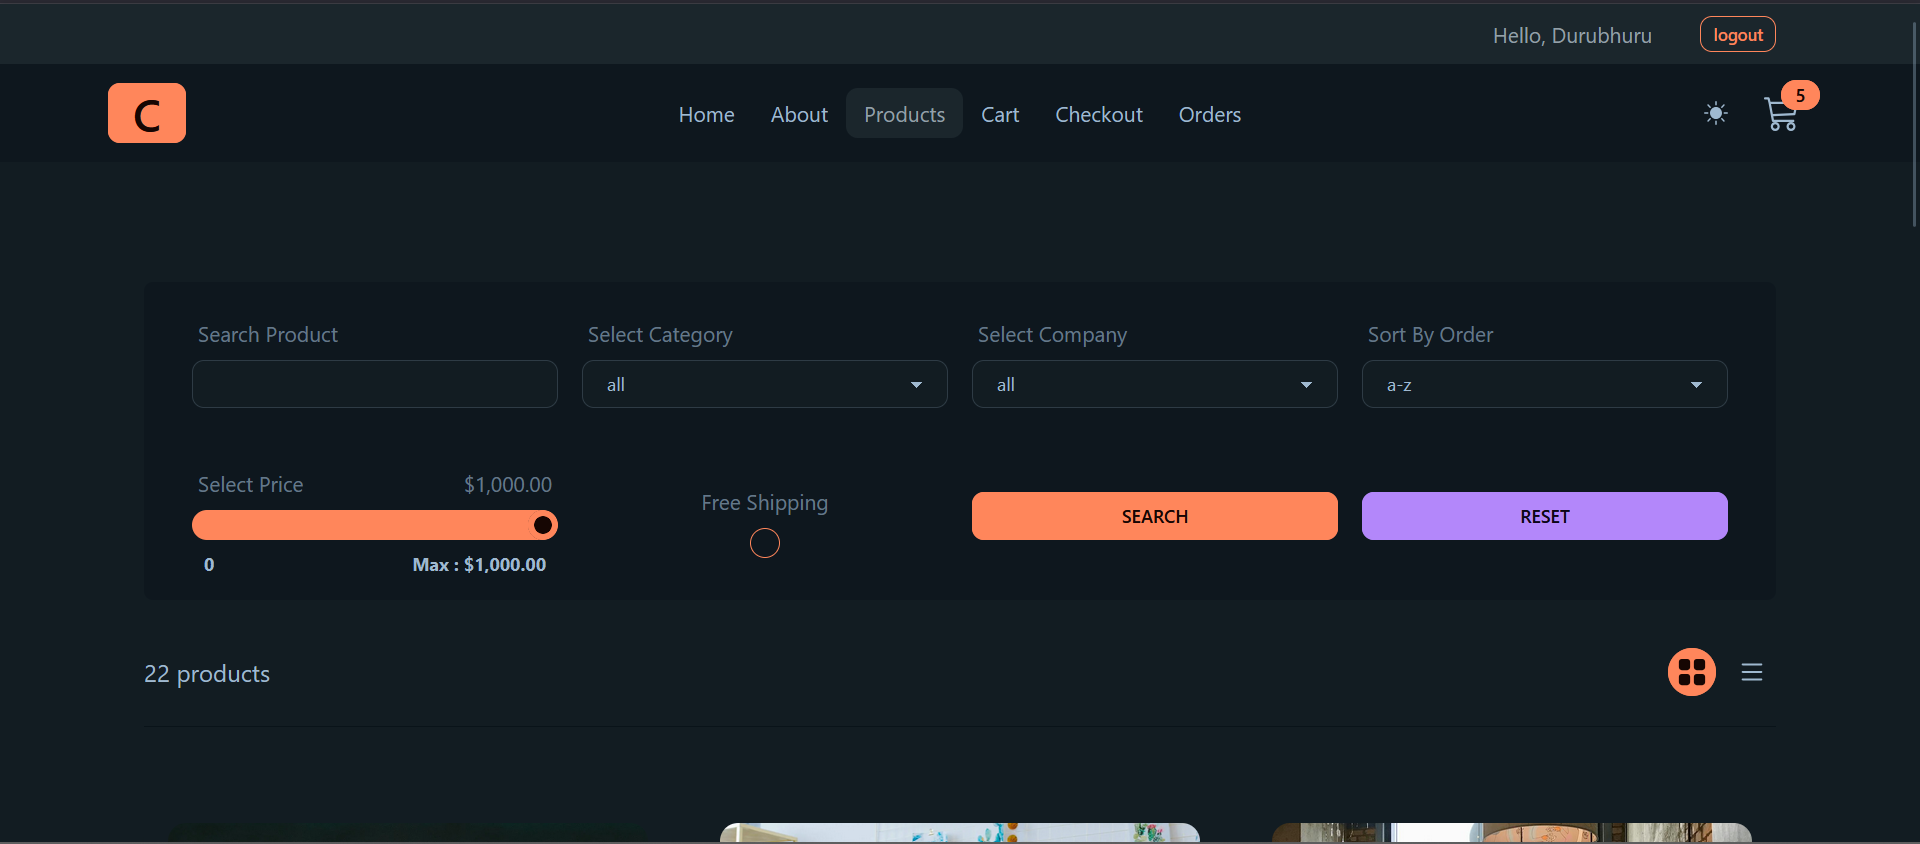 Hello, Durubhuru
logout
C
Home About Products Cart Checkout Orders
5
Search Product Select Category Select Company Sort By Order
all all a-z
Select Price $1,000.00
Free Shipping
SEARCH RESET
0 Max : $1,000.00
22 products